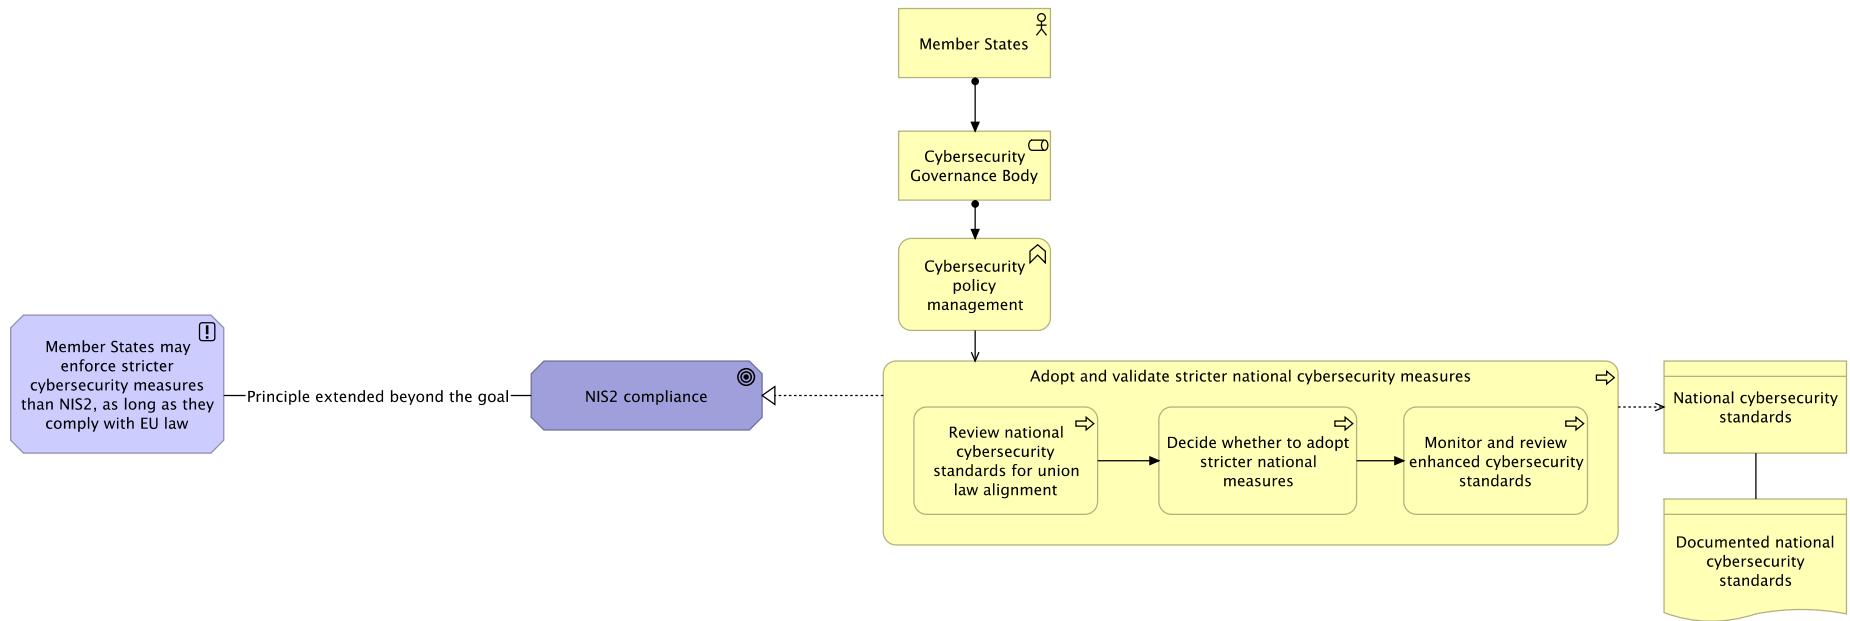 Member States
Cybersecurity
Governance Body
Cybersecurity
policy
management
Member States may
enforce stricter
cybersecurity measures
than NIS2, as long as they
comply with EU law
Principle extended beyond the goal
NIS2 compliance
Adopt and validate stricter national cybersecurity measures
Review national
cybersecurity
standards for union
law alignment
Decide whether to adopt
stricter national
measures
Monitor and review
enhanced cybersecurity
standards
National cybersecurity
standards
Documented national
cybersecurity
standards